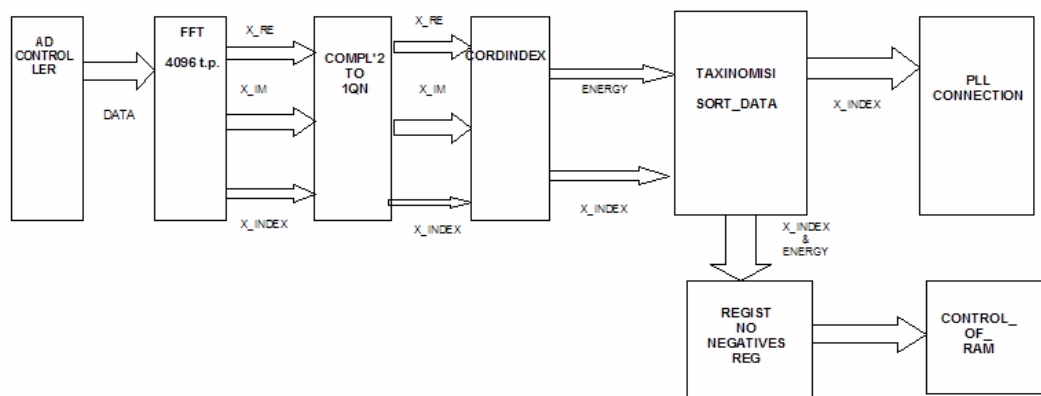 AD
CONTROL
LER
DATA
FFT
4096 t.p.
X_RE
X_IM
X_INDEX
COMPL'2
TO
1QN
X_RE
X_IM
X_INDEX
CORDINDEX
ENERGY
X_INDEX
TAXINOMISI
SORT_DATA
X_INDEX
PLL
CONNECTION
X_INDEX
&
ENERGY
REGIST
NO
NEGATIVES
REG
CONTROL_
OF_
RAM